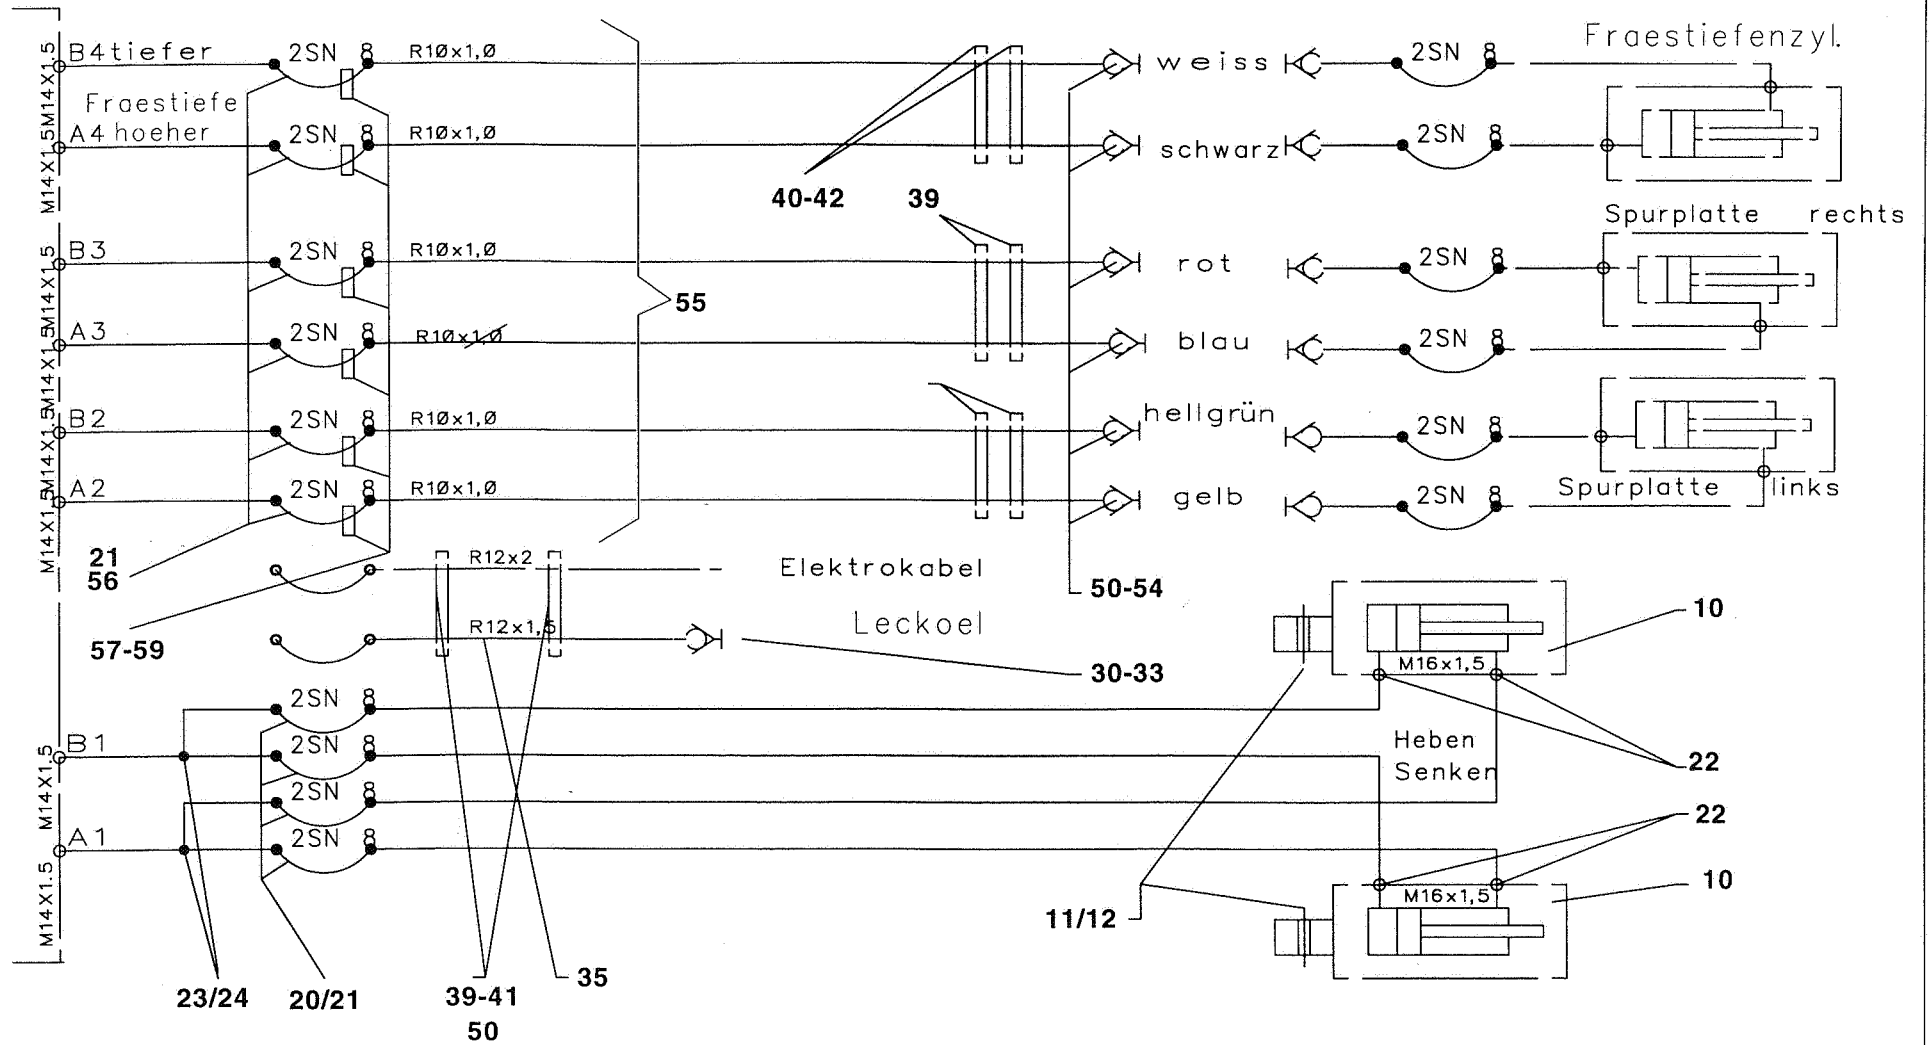 M14X1.5
B4 tiefer
2SN 8
R10x1,0
weiss
2SN 8
Fraestiefenzyl.
Fraestiefe
M14X1.5
A4 hoeher
2SN 8
R10x1,0
schwarz
2SN 8
40-42
39
Spurplatte rechts
M14X1.5
B3
2SN 8
R10x1,0
rot
2SN 8
55
M14X1.5
A3
2SN 8
R10x1,0
blau
2SN 8
M14X1.5
B2
2SN 8
R10x1,0
hellgrün
2SN 8
M14X1.5
A2
2SN 8
R10x1,0
gelb
2SN 8
Spurplatte links
21
56
R12x2
Elektrokabel
50-54
57-59
R12x1,5
Leckoel
30-33
10
M16x1,5
2SN 8
M14X1.5
B1
2SN 8
Heben
Senken
22
2SN 8
22
M14X1.5
A1
2SN 8
M16x1,5
10
11/12
23/24
20/21
39-41
50
35